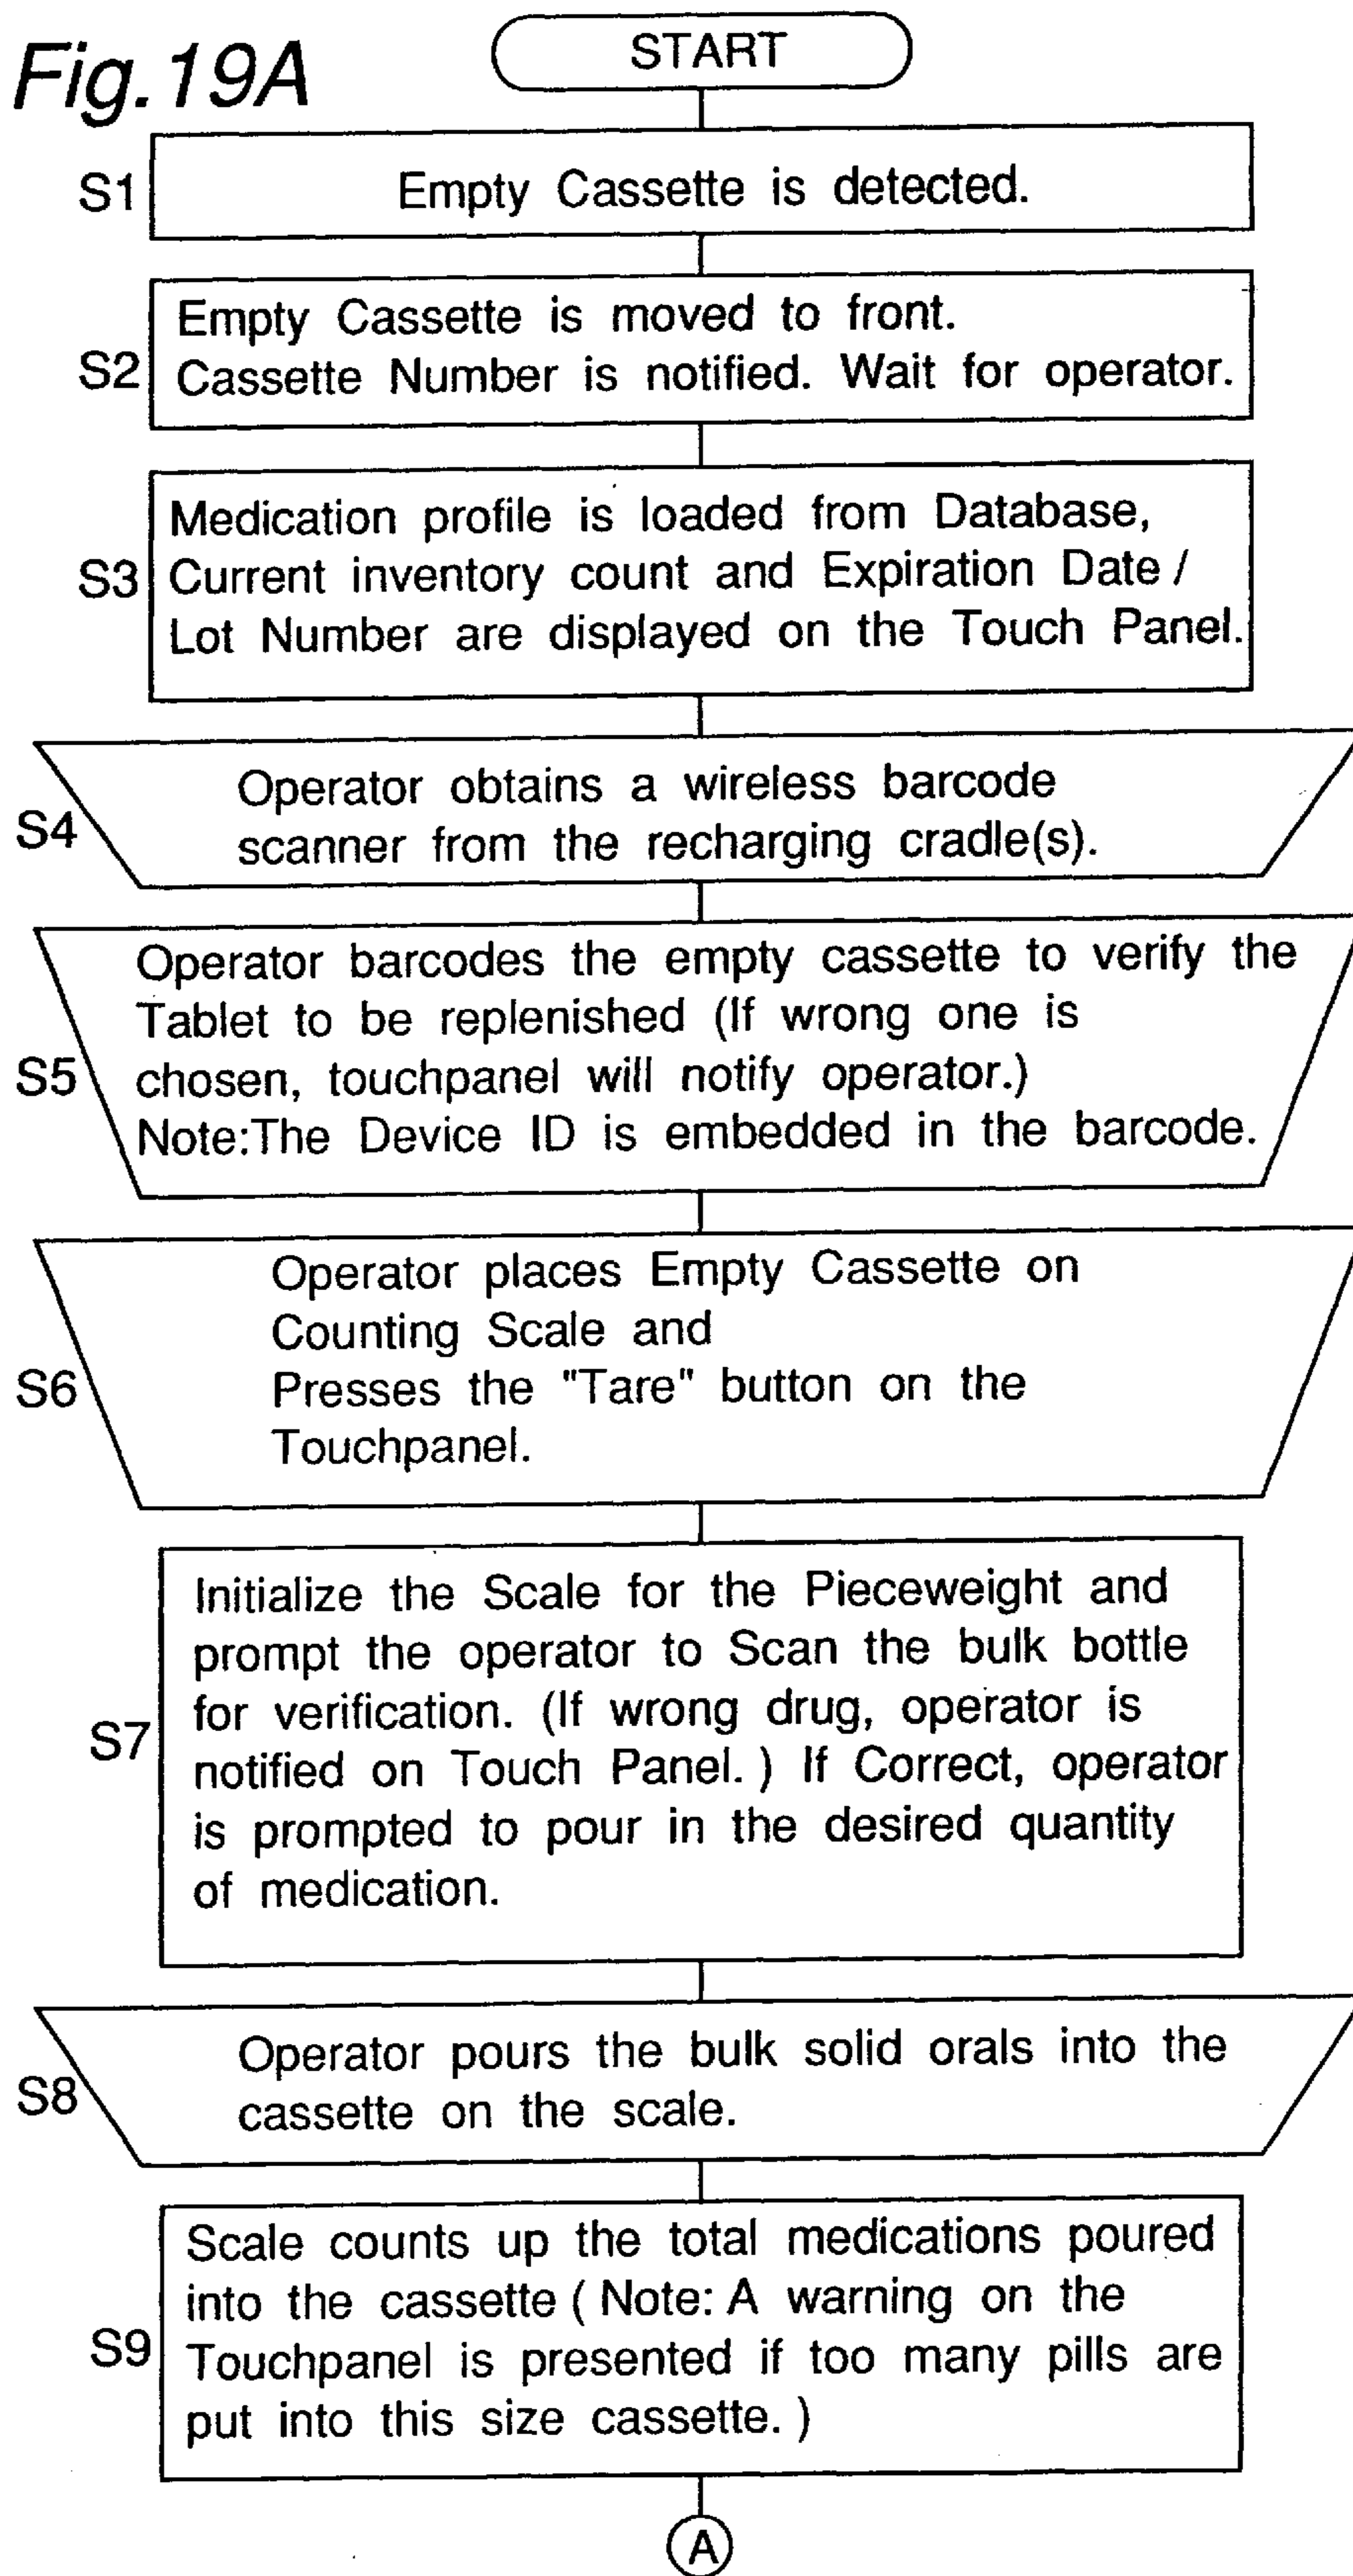 Fig.19A
START
S1
Empty Cassette is detected.
S2
Empty Cassette is moved to front.
Cassette Number is notified. Wait for operator.
S3
Medication profile is loaded from Database,
Current inventory count and Expiration Date /
Lot Number are displayed on the Touch Panel.
S4
Operator obtains a wireless barcode
scanner from the recharging cradle(s).
S5
Operator barcodes the empty cassette to verify the
Tablet to be replenished (If wrong one is
chosen, touchpanel will notify operator.)
Note:The Device ID is embedded in the barcode.
S6
Operator places Empty Cassette on
Counting Scale and
Presses the "Tare" button on the
Touchpanel.
S7
Initialize the Scale for the Pieceweight and
prompt the operator to Scan the bulk bottle
for verification. (If wrong drug, operator is
notified on Touch Panel. ) If Correct, operator
is prompted to pour in the desired quantity
of medication.
S8
Operator pours the bulk solid orals into the
cassette on the scale.
S9
Scale counts up the total medications poured
into the cassette ( Note: A warning on the
Touchpanel is presented if too many pills are
put into this size cassette. )
A